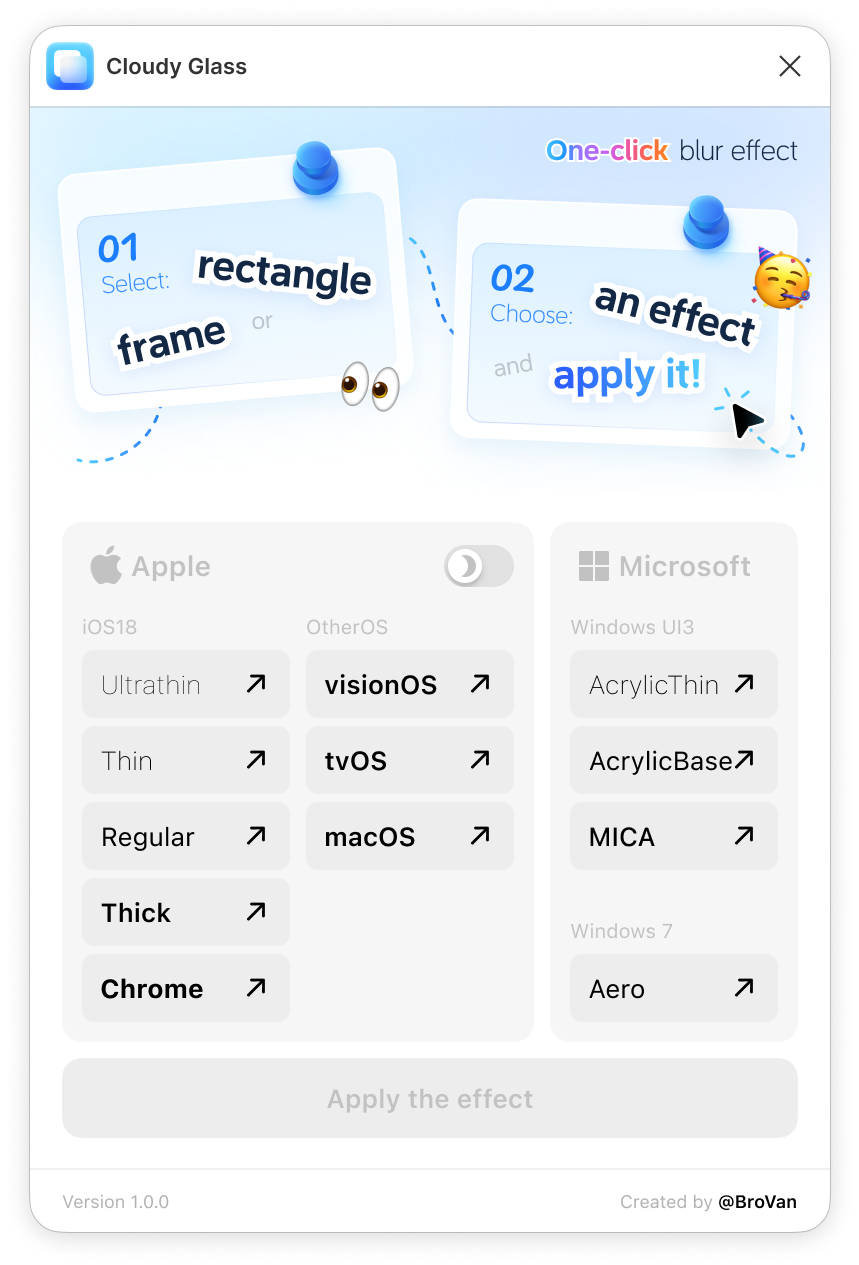 Cloudy Glass
One-click blur effect
01
Select: rectangle
or
frame
02
Choose: an effect
and apply it!
Apple
iOS18
Ultrathin
Thin
Regular
Thick
Chrome
OtherOS
visionOS
tvOS
macOS
Microsoft
Windows UI3
AcrylicThin
AcrylicBase
MICA
Windows 7
Aero
Apply the effect
Version 1.0.0
Created by @BroVan